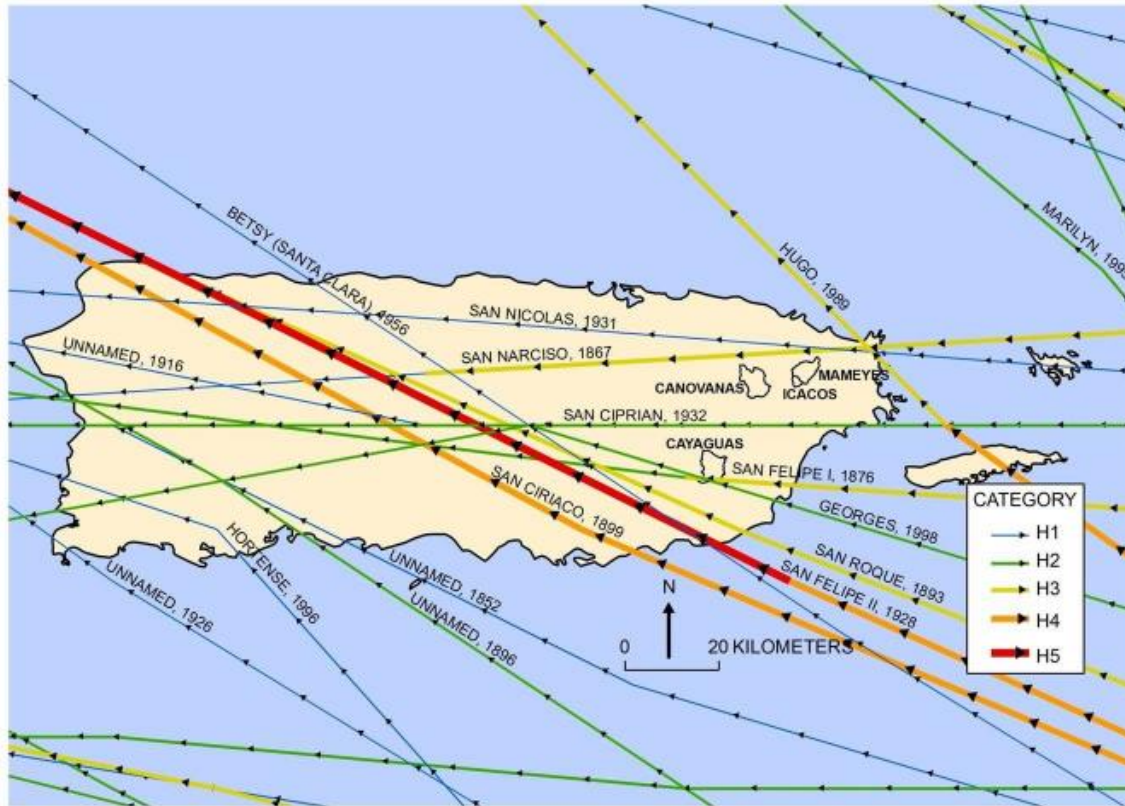 MARILYN, 1995
HUGO, 1989
BETSY (SANTA CLARA), 4956
SAN NICOLAS, 1931
UNNAMED, 1916
SAN NARCISO, 1867
MAMEYES
CANOVANAS
ICACOS
SAN CIPRIAN, 1932
CAYAGUAS
SAN FELIPE I, 1876
SAN CIRIACO, 1899
GEORGES, 1998
HORTENSE, 1996
SAN ROQUE, 1893
UNNAMED, 1926
UNNAMED, 1852
SAN FELIPE II, 1928
UNNAMED, 1896
N
0 20 KILOMETERS
CATEGORY
H1
H2
H3
H4
H5